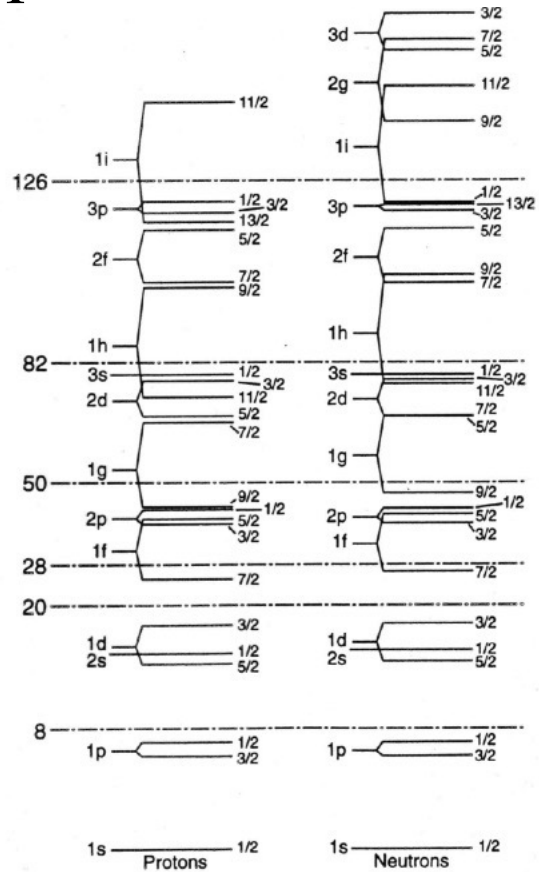 3/2
3d 7/2
5/2
2g 11/2
11/2
9/2
1i
1i
126
1/2 1/2
3p 3/2 3p 13/2
13/2 3/2
5/2 5/2
2f 2f
7/2 9/2
9/2 7/2
1h 1h
82
3s 1/2 3s 1/2
3/2 3/2
2d 11/2 2d 11/2
5/2 7/2
7/2 5/2
1g 1g
50
9/2 9/2
1/2 1/2
2p 5/2 2p 5/2
3/2 3/2
1f 1f
28
7/2 7/2
20
3/2 3/2
1d 1d
2s 1/2 2s 1/2
5/2 5/2
8
1/2 1/2
1p 1p
3/2 3/2
1s 1/2 1s 1/2
Protons Neutrons